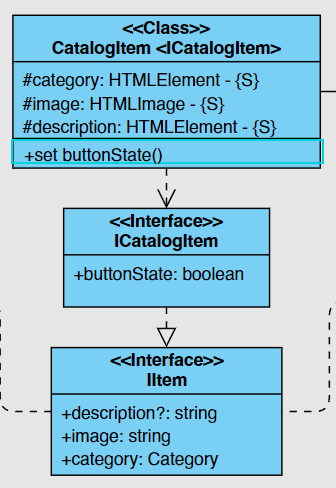 <<Class>>
CatalogItem <ICatalogItem>
#category: HTMLElement - {S}
#image: HTMLImage - {S}
#description: HTMLElement - {S}
+set buttonState()
<<Interface>>
ICatalogItem
+buttonState: boolean
<<Interface>>
IItem
+description?: string
+image: string
+category: Category